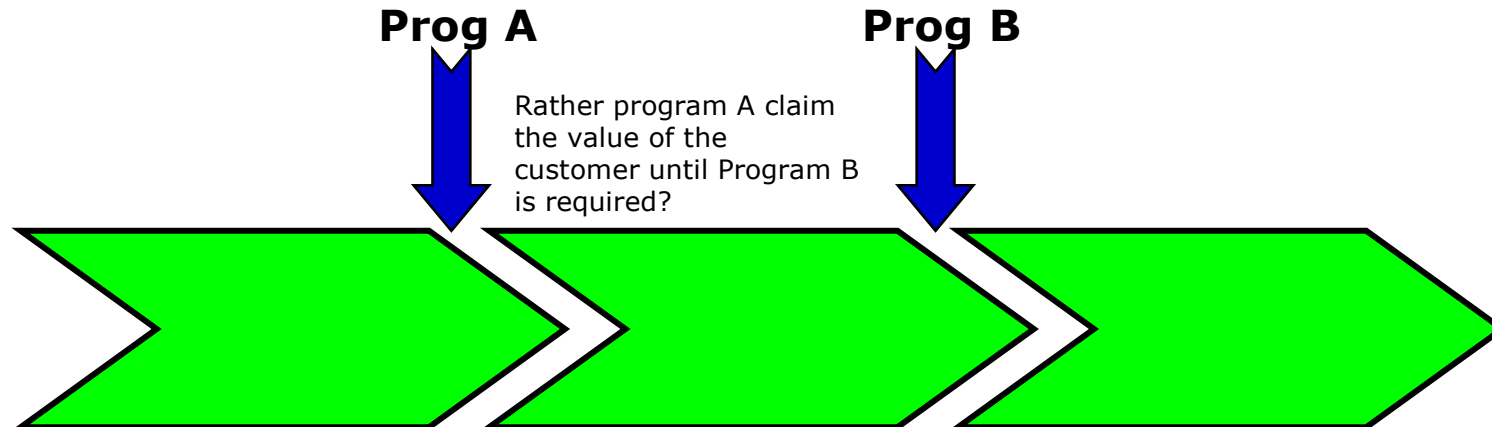 Prog A
Prog B
Rather program A claim
the value of the
customer until Program B
is required?